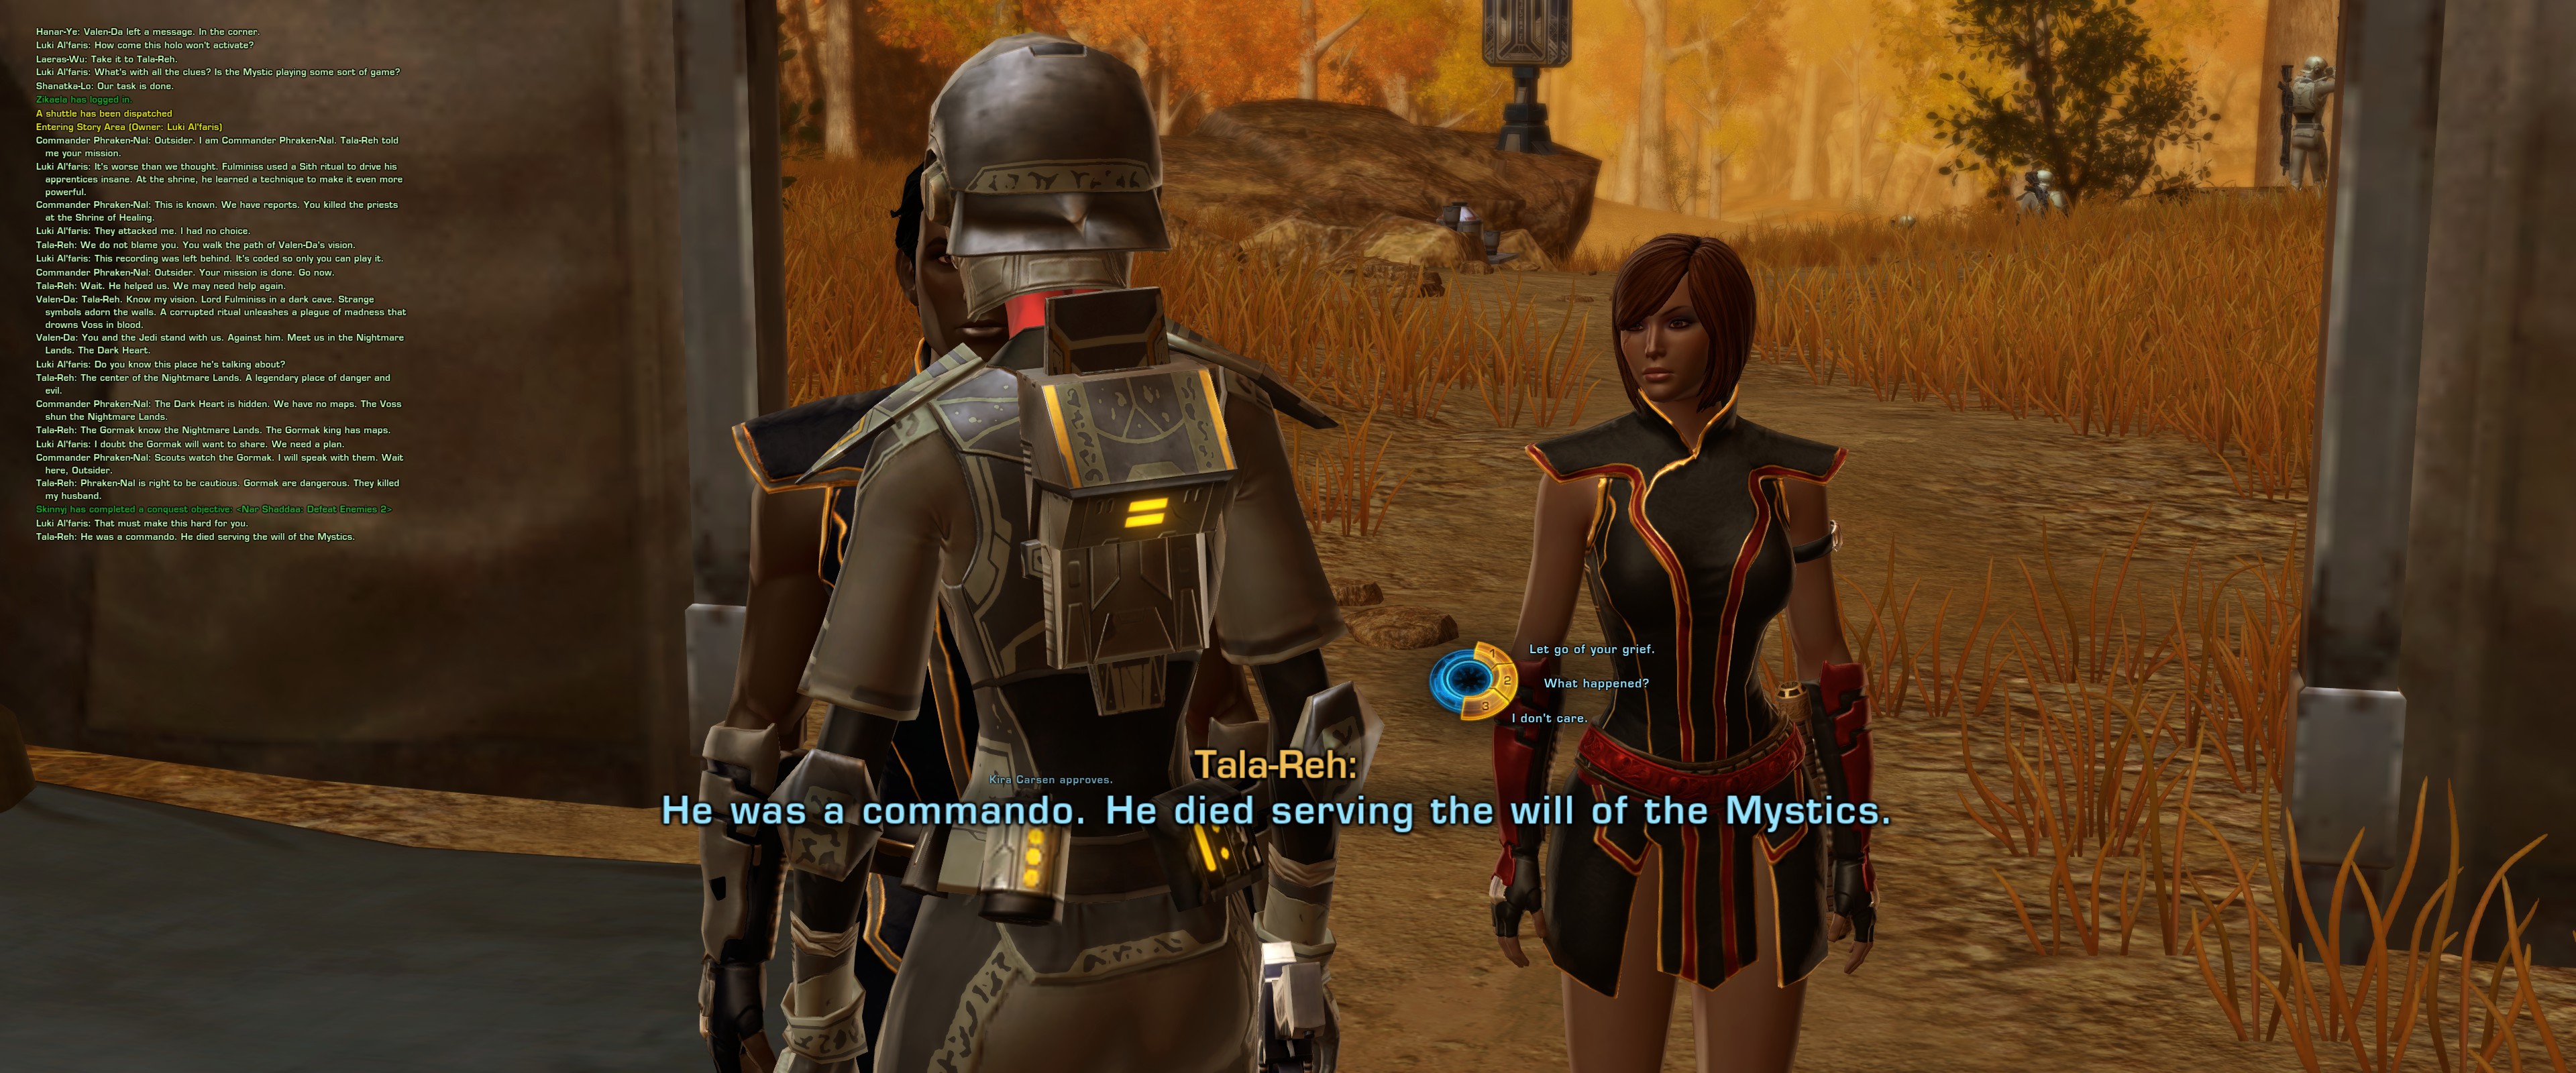 Hanar-Ye: Valen-Da left a message. In the corner.
Luki Al'faris: How come this holo won't activate?
Laeras-Wu: Take it to Tala-Reh.
Luki Al'faris: What's with all the clues? Is the Mystic playing some sort of game?
Shanatka-Lo: Our task is done.
Zikaela has logged in.
A shuttle has been dispatched
Entering Story Area (Owner: Luki Al'faris)
Commander Phraken-Nal: Outsider. I am Commander Phraken-Nal. Tala-Reh told
me your mission.
Luki Al'faris: It's worse than we thought. Fulminiss used a Sith ritual to drive his
apprentices insane. At the shrine, he learned a technique to make it even more
powerful.
Commander Phraken-Nal: This is known. We have reports. You killed the priests
at the Shrine of Healing.
Luki Al'faris: They attacked me. I had no choice.
Tala-Reh: We do not blame you. You walk the path of Valen-Da's vision.
Luki Al'faris: This recording was left behind. It's coded so only you can play it.
Commander Phraken-Nal: Outsider. Your mission is done. Go now.
Tala-Reh: Wait. He helped us. We may need help again.
Valen-Da: Tala-Reh. Know my vision. Lord Fulminiss in a dark cave. Strange
symbols adorn the walls. A corrupted ritual unleashes a plague of madness that
drowns Voss in blood.
Valen-Da: You and the Jedi stand with us. Against him. Meet us in the Nightmare
Lands. The Dark Heart.
Luki Al'faris: Do you know this place he's talking about?
Tala-Reh: The center of the Nightmare Lands. A legendary place of danger and
evil.
Commander Phraken-Nal: The Dark Heart is hidden. We have no maps. The Voss
shun the Nightmare Lands.
Tala-Reh: The Gormak know the Nightmare Lands. The Gormak king has maps.
Luki Al'faris: I doubt the Gormak will want to share. We need a plan.
Commander Phraken-Nal: Scouts watch the Gormak. I will speak with them. Wait
here, Outsider.
Tala-Reh: Phraken-Nal is right to be cautious. Gormak are dangerous. They killed
my husband.
Skinnyj has completed a conquest objective: <Nar Shaddaa: Defeat Enemies 2>
Luki Al'faris: That must make this hard for you.
Tala-Reh: He was a commando. He died serving the will of the Mystics.
1 Let go of your grief.
2 What happened?
3 I don't care.
Tala-Reh:
Kira Carsen approves.
He was a commando. He died serving the will of the Mystics.